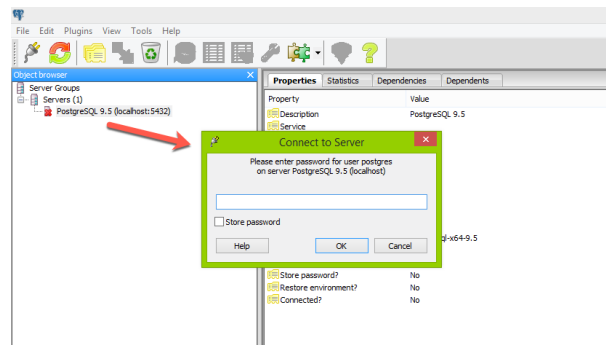 File Edit Plugins View Tools Help
Object browser
Server Groups
Servers (1)
PostgreSQL 9.5 (localhost:5432)
Properties Statistics Dependencies Dependents
Property Value
Description PostgreSQL 9.5
Service
Connect to Server
Please enter password for user postgres
on server PostgreSQL 9.5 (localhost)
Store password
Help OK Cancel
ql-x64-9.5
Store password? No
Restore environment? No
Connected? No